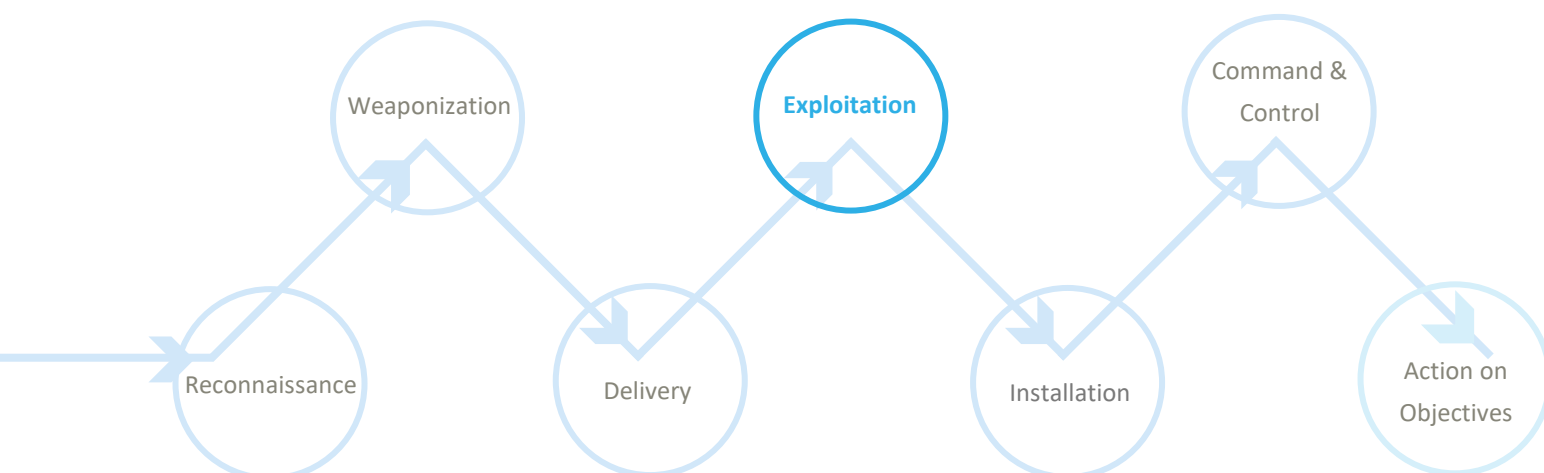 Reconnaissance
Weaponization
Delivery
Exploitation
Installation
Command &
Control
Action on
Objectives